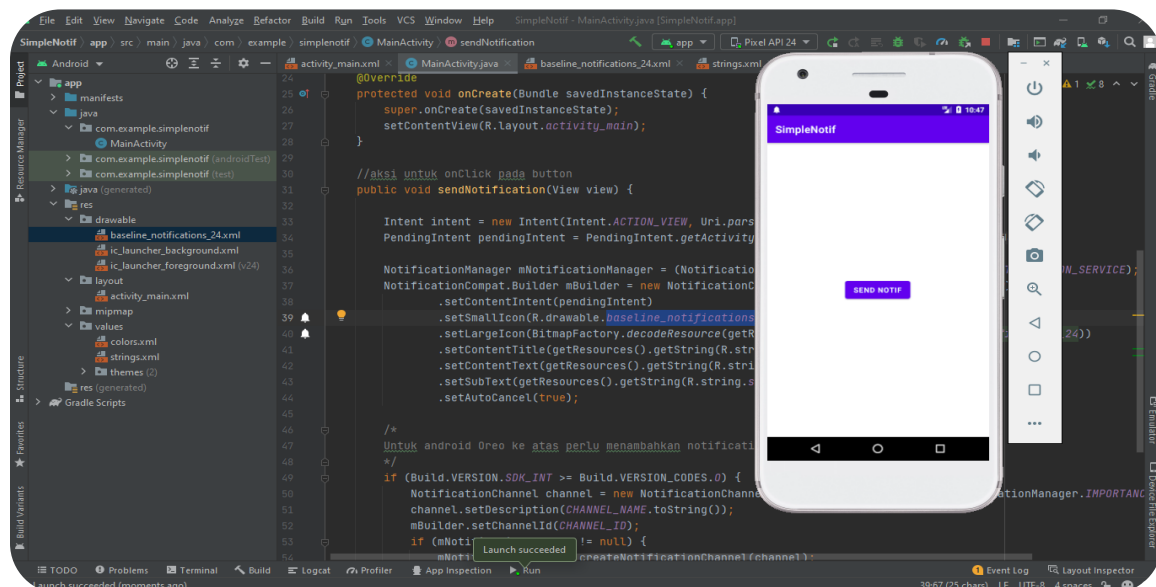 File Edit View Navigate Code Analyze Refactor Build Run Tools VCS Window Help SimpleNotif - MainActivity.java [SimpleNotif.app]
SimpleNotif app src main java com example simplenotif MainActivity sendNotification app Pixel API 24
Project
Resource Manager
Structure
Favorites
Build Variants
Android
app
manifests
java
com.example.simplenotif
MainActivity
com.example.simplenotif (androidTest)
com.example.simplenotif (test)
java (generated)
res
drawable
baseline_notifications_24.xml
ic_launcher_background.xml
ic_launcher_foreground.xml (v24)
layout
activity_main.xml
mipmap
values
colors.xml
strings.xml
themes (2)
res (generated)
Gradle Scripts
activity_main.xml MainActivity.java baseline_notifications_24.xml strings.xml
1 8
24 @Override
25 protected void onCreate(Bundle savedInstanceState) {
26 super.onCreate(savedInstanceState);
27 setContentView(R.layout.activity_main);
28 }
29
30 //aksi untuk onClick pada button
31 public void sendNotification(View view) {
32
33 Intent intent = new Intent(Intent.ACTION_VIEW, Uri.pars
34 PendingIntent pendingIntent = PendingIntent.getActivity
35
36 NotificationManager mNotificationManager = (Notificatio N_SERVICE);
37 NotificationCompat.Builder mBuilder = new NotificationC
38 .setContentIntent(pendingIntent)
39 .setSmallIcon(R.drawable.baseline_notifications
40 .setLargeIcon(BitmapFactory.decodeResource(getR 24))
41 .setContentTitle(getResources().getString(R.str
42 .setContentText(getResources().getString(R.stri
43 .setSubText(getResources().getString(R.string.s
44 .setAutoCancel(true);
45
46 /*
47 Untuk android Oreo ke atas perlu menambahkan notificati
48 */
49 if (Build.VERSION.SDK_INT >= Build.VERSION_CODES.O) {
50 NotificationChannel channel = new NotificationChanne ationManager.IMPORTANC
51 channel.setDescription(CHANNEL_NAME.toString());
52 mBuilder.setChannelId(CHANNEL_ID);
53 if (mNoti != null) {
54 mNoti createNotificationChannel(channel);
Launch succeeded
10:47
SimpleNotif
SEND NOTIF
Gradle
Emulator
Device File Explorer
TODO Problems Terminal Build Logcat Profiler App Inspection Run 1 Event Log Layout Inspector
Launch succeeded (moments ago) 39:67 (25 chars) LF UTF-8 4 spaces